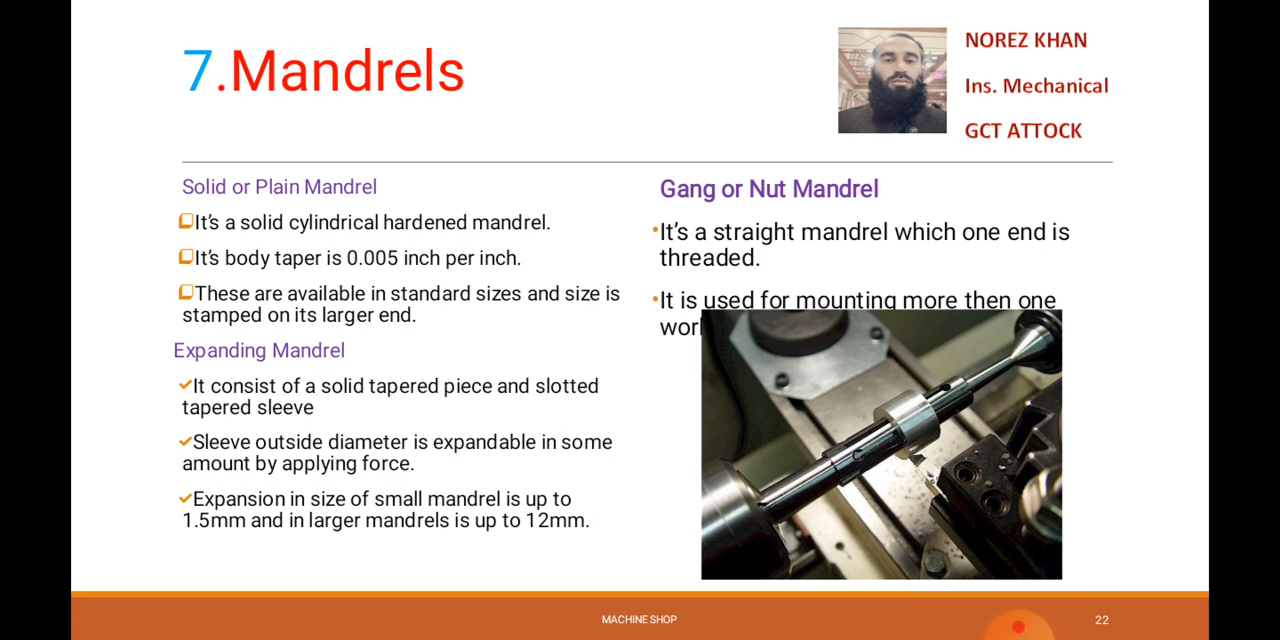 7.Mandrels
NOREZ KHAN
Ins. Mechanical
GCT ATTOCK
Solid or Plain Mandrel
It's a solid cylindrical hardened mandrel.
It's body taper is 0.005 inch per inch.
These are available in standard sizes and size is
stamped on its larger end.
Expanding Mandrel
It consist of a solid tapered piece and slotted
tapered sleeve
Sleeve outside diameter is expandable in some
amount by applying force.
Expansion in size of small mandrel is up to
1.5mm and in larger mandrels is up to 12mm.
Gang or Nut Mandrel
It's a straight mandrel which one end is
threaded.
It is used for mounting more then one
MACHINE SHOP
22